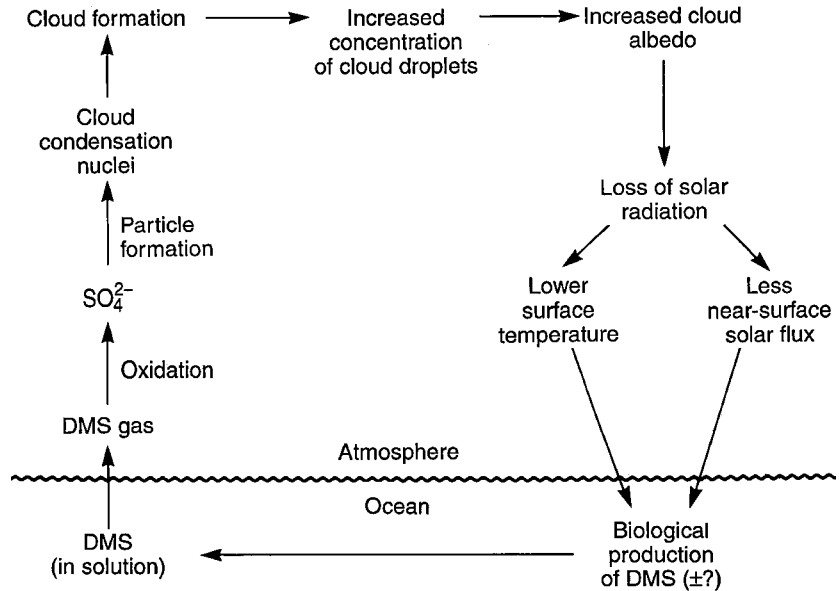 Cloud formation
Increased
concentration
of cloud droplets
Increased cloud
albedo
Cloud
condensation
nuclei
Loss of solar
radiation
Particle
formation
SO₄²⁻
Lower
surface
temperature
Less
near-surface
solar flux
Oxidation
DMS gas
Atmosphere
Ocean
DMS
(in solution)
Biological
production
of DMS (±?)